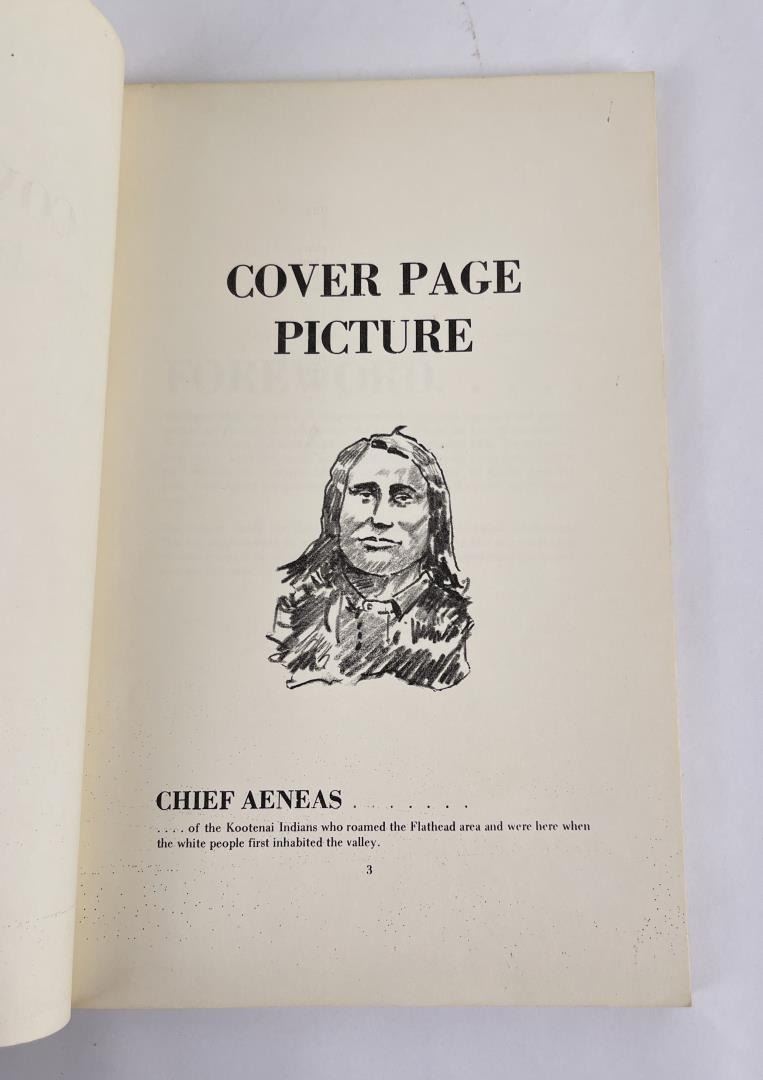 COVER PAGE
PICTURE
CHIEF AENEAS . . . . . . .
. . . . of the Kootenai Indians who roamed the Flathead area and were here when
the white people first inhabited the valley.
3